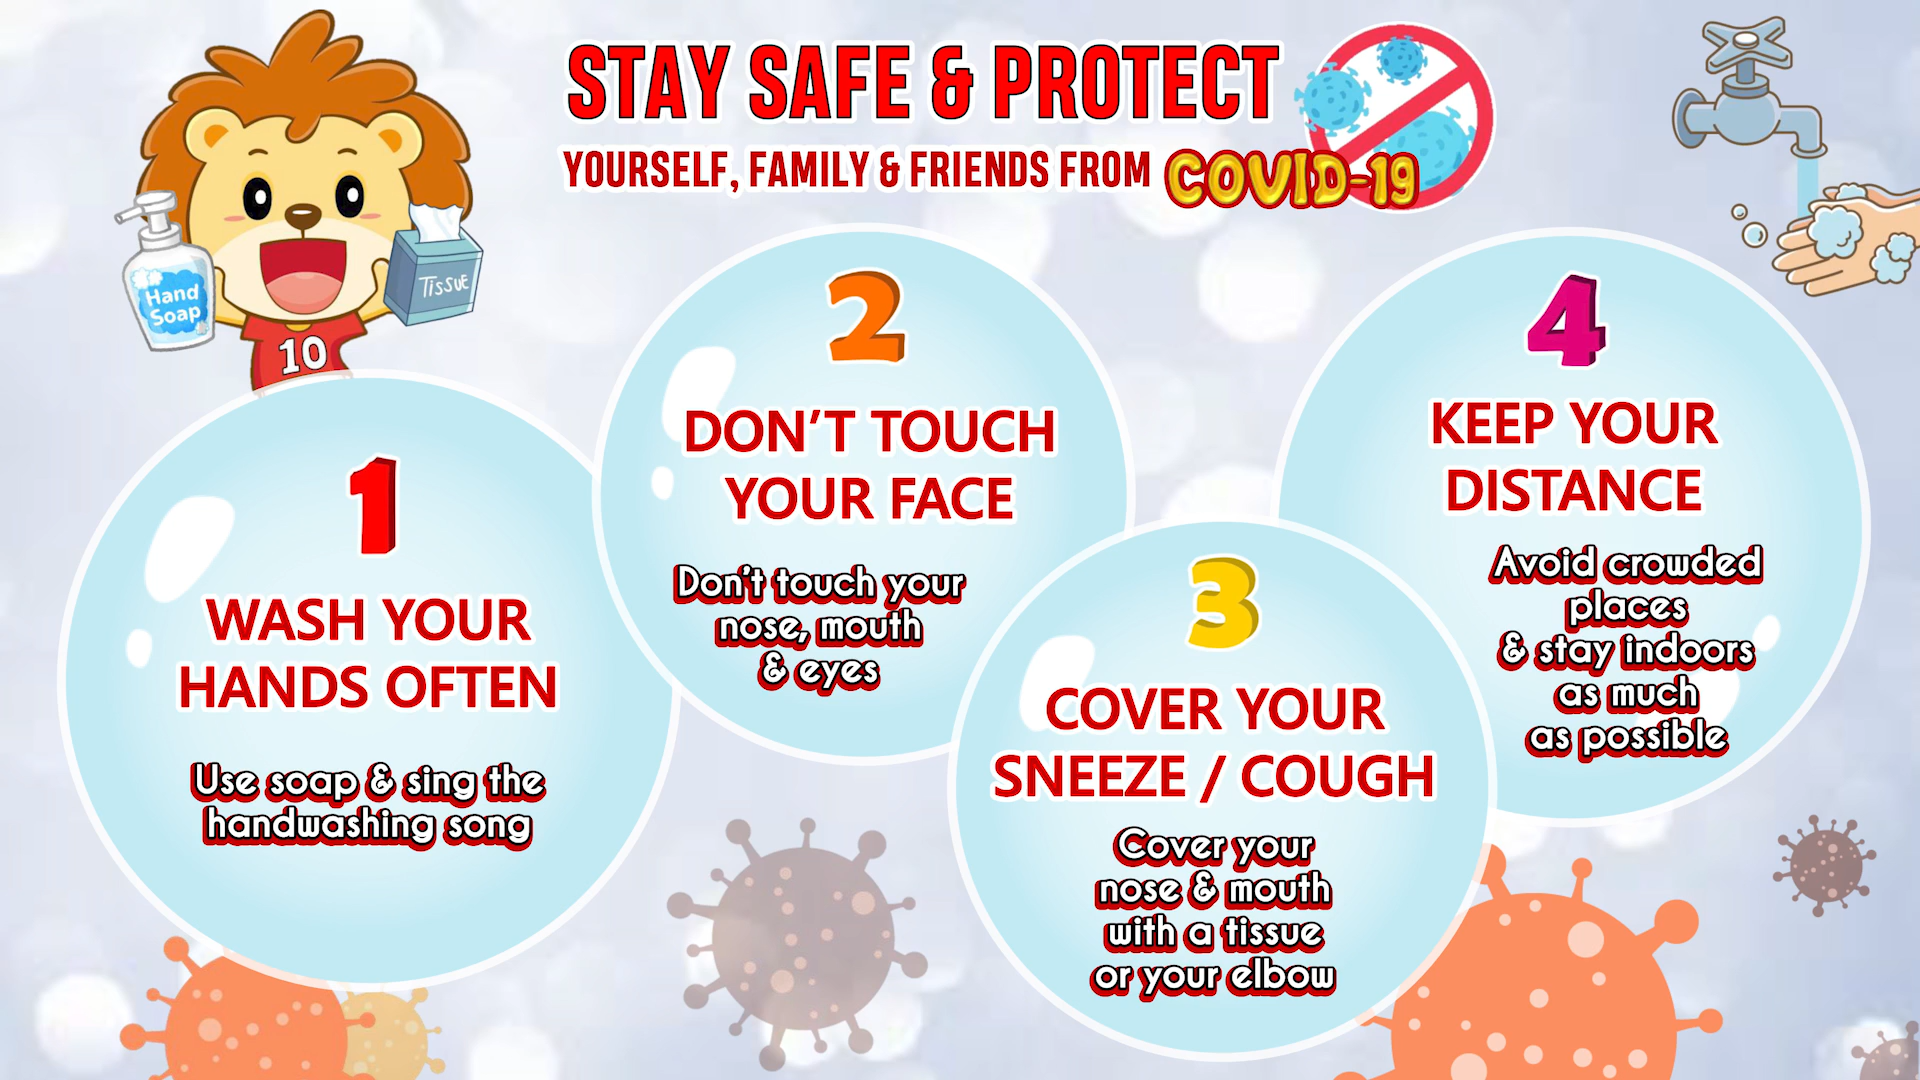 STAY SAFE & PROTECT
YOURSELF, FAMILY & FRIENDS FROM COVID-19
Hand
Soap
Tissue
10
1
WASH YOUR
HANDS OFTEN
Use soap & sing the
handwashing song
2
DON'T TOUCH
YOUR FACE
Don't touch your
nose, mouth
& eyes
3
COVER YOUR
SNEEZE / COUGH
Cover your
nose & mouth
with a tissue
or your elbow
4
KEEP YOUR
DISTANCE
Avoid crowded
places
& stay indoors
as much
as possible